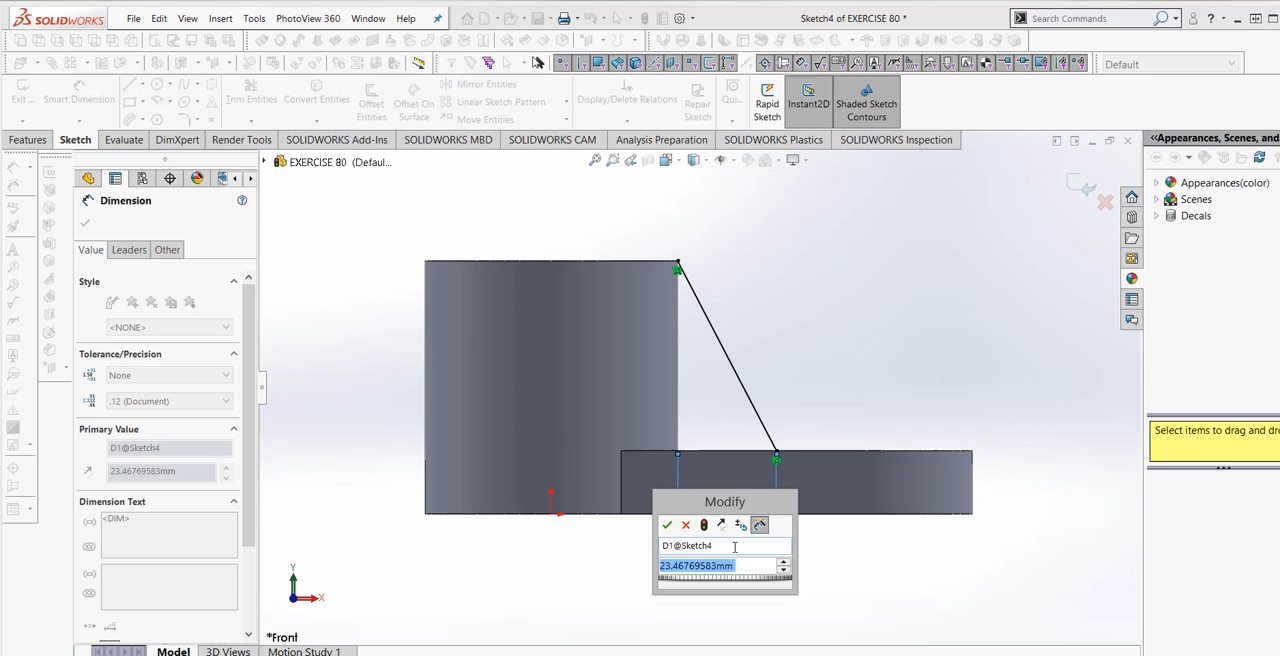 SOLIDWORKS File Edit View Insert Tools PhotoView 360 Window Help Sketch4 of EXERCISE 80 * Search Commands
Default
Exit ... Smart Dimension Trim Entities Convert Entities Offset Entities Offset On Surface Mirror Entities Linear Sketch Pattern Move Entities Display/Delete Relations Repair Sketch Qui... Rapid Sketch Instant2D Shaded Sketch Contours
Features Sketch Evaluate DimXpert Render Tools SOLIDWORKS Add-Ins SOLIDWORKS MBD SOLIDWORKS CAM Analysis Preparation SOLIDWORKS Plastics SOLIDWORKS Inspection
<<Appearances, Scenes, and
EXERCISE 80 (Defaul...
Dimension
Value Leaders Other
Style
<NONE>
Tolerance/Precision
None
.12 (Document)
Primary Value
D1@Sketch4
23.46769583mm
Dimension Text
<DIM>
Appearances(color)
Scenes
Decals
Select items to drag and dro
Modify
D1@Sketch4
23.46769583mm
Y
X
*Front
Model 3D Views Motion Study 1